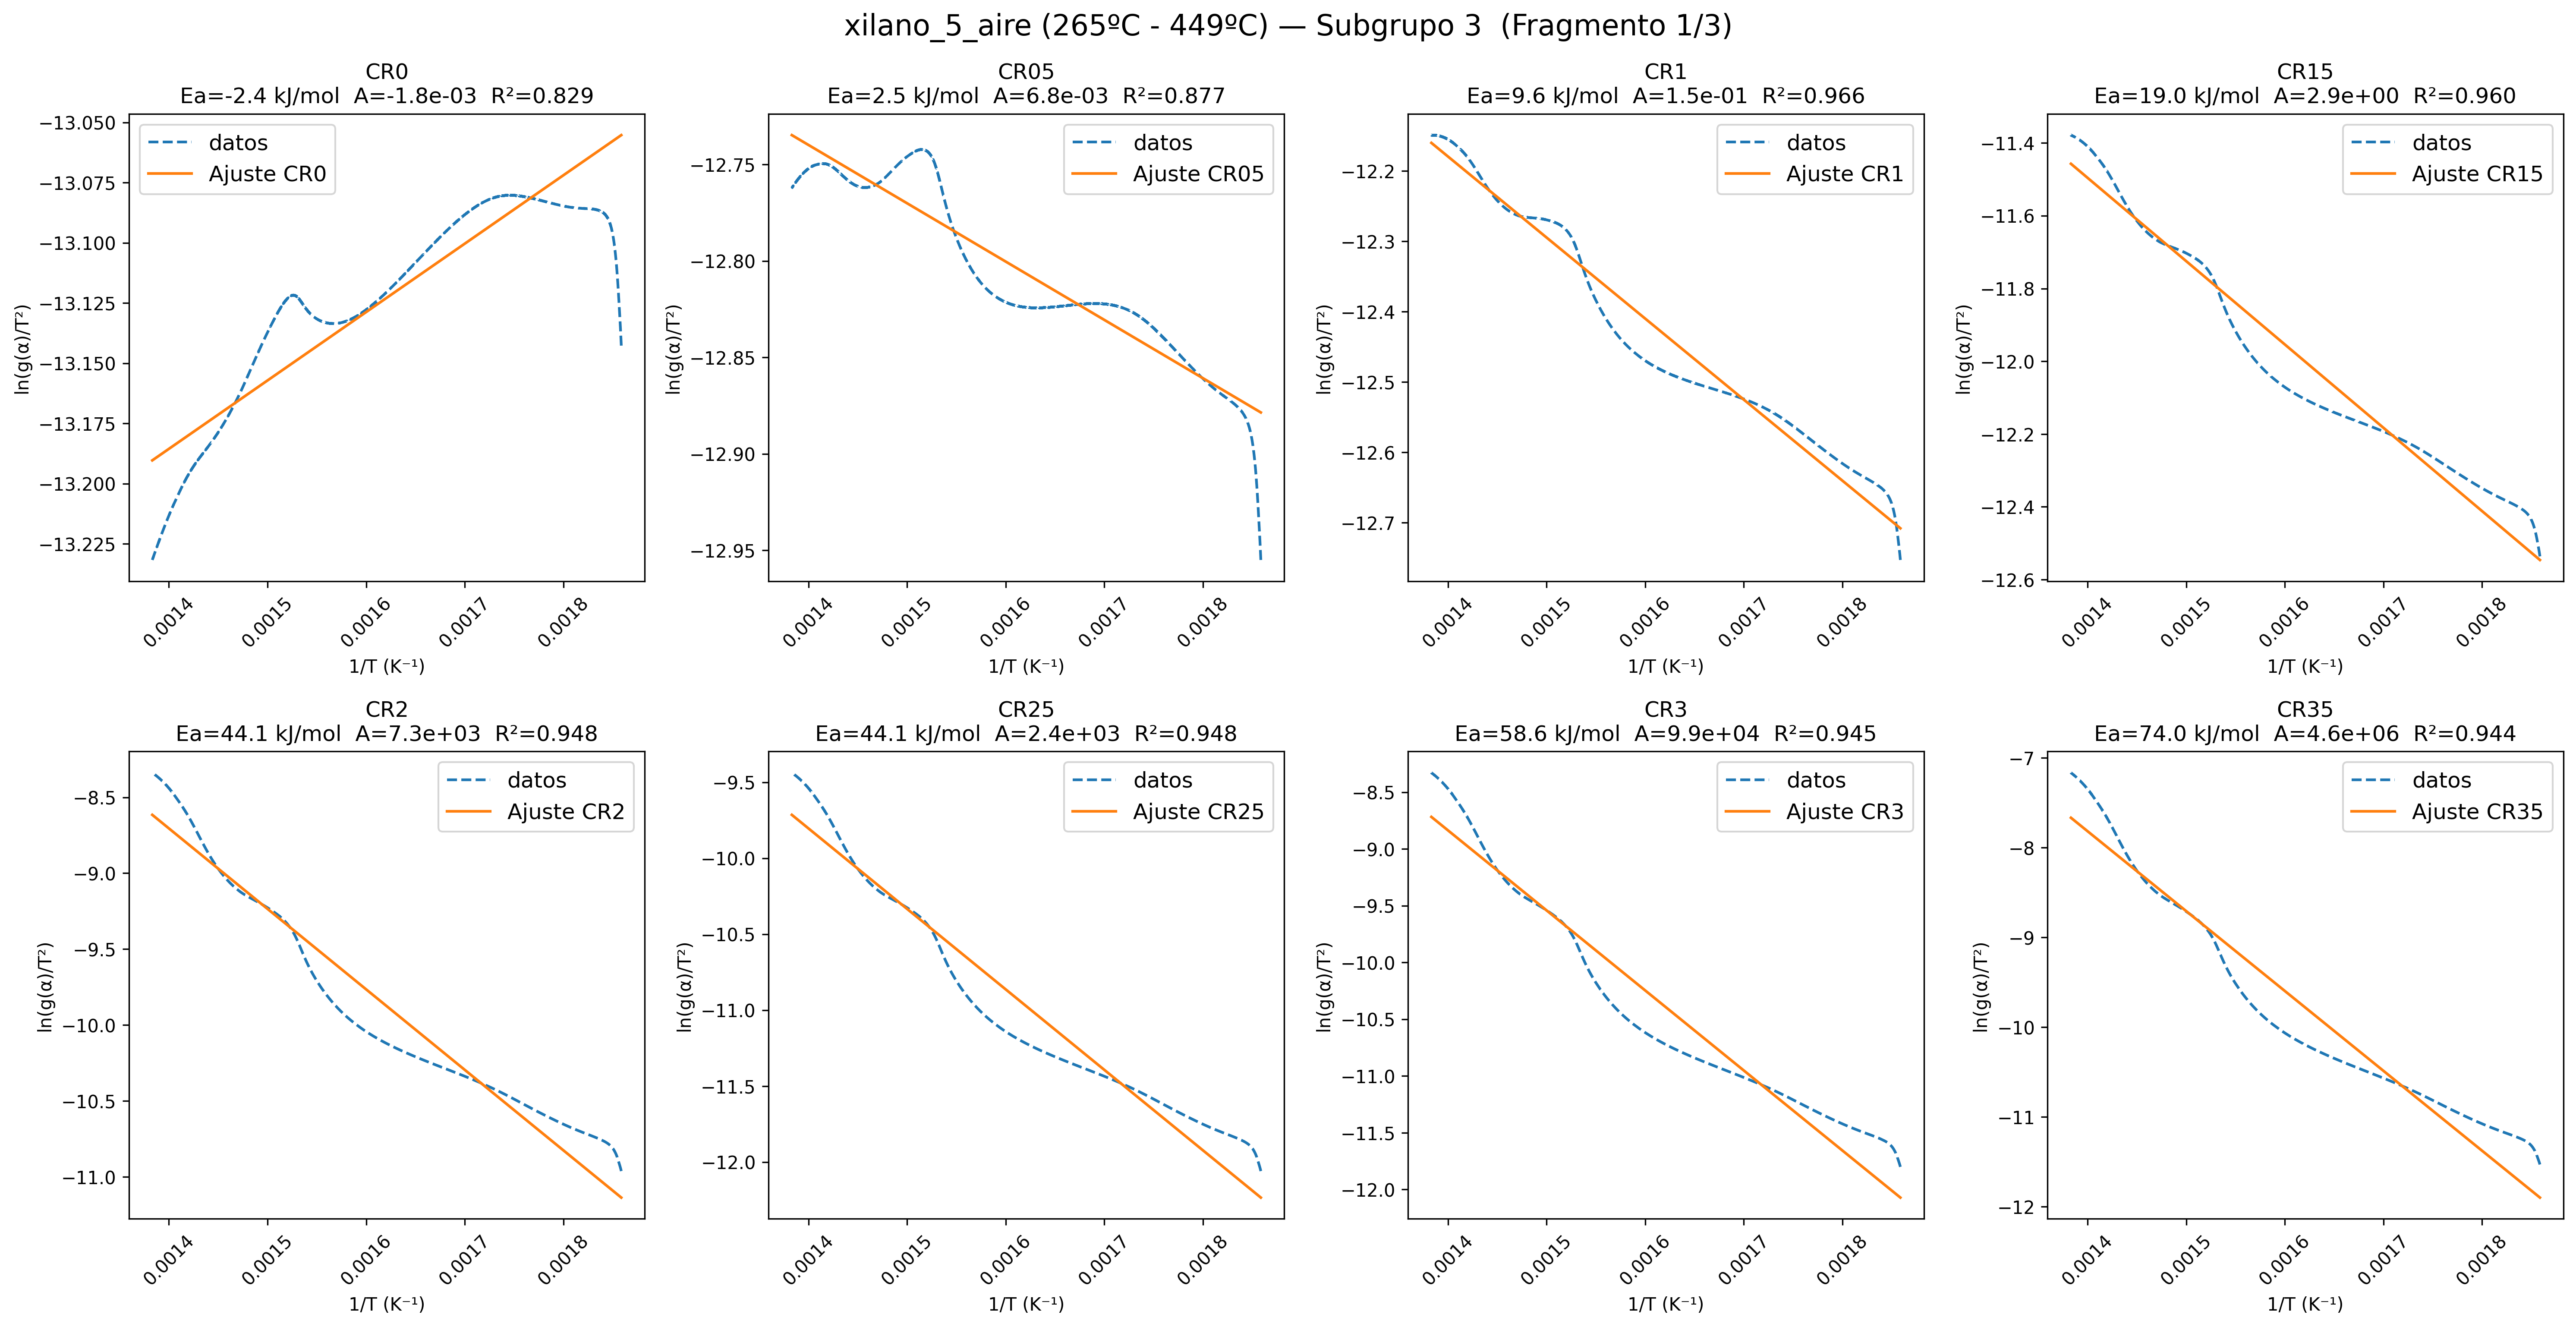 xilano_5_aire (265ºC - 449ºC) — Subgrupo 3  (Fragmento 1/3)
CR0
Ea=-2.4 kJ/mol  A=-1.8e-03  R²=0.829
−13.050
−13.075
−13.100
−13.125
−13.150
−13.175
−13.200
−13.225
ln(g(α)/T²)
datos
Ajuste CR0
0.0014
0.0015
0.0016
0.0017
0.0018
1/T (K⁻¹)
CR05
Ea=2.5 kJ/mol  A=6.8e-03  R²=0.877
−12.75
−12.80
−12.85
−12.90
−12.95
ln(g(α)/T²)
datos
Ajuste CR05
0.0014
0.0015
0.0016
0.0017
0.0018
1/T (K⁻¹)
CR1
Ea=9.6 kJ/mol  A=1.5e-01  R²=0.966
−12.2
−12.3
−12.4
−12.5
−12.6
−12.7
ln(g(α)/T²)
datos
Ajuste CR1
0.0014
0.0015
0.0016
0.0017
0.0018
1/T (K⁻¹)
CR15
Ea=19.0 kJ/mol  A=2.9e+00  R²=0.960
−11.4
−11.6
−11.8
−12.0
−12.2
−12.4
−12.6
ln(g(α)/T²)
datos
Ajuste CR15
0.0014
0.0015
0.0016
0.0017
0.0018
1/T (K⁻¹)
CR2
Ea=44.1 kJ/mol  A=7.3e+03  R²=0.948
−8.5
−9.0
−9.5
−10.0
−10.5
−11.0
ln(g(α)/T²)
datos
Ajuste CR2
0.0014
0.0015
0.0016
0.0017
0.0018
1/T (K⁻¹)
CR25
Ea=44.1 kJ/mol  A=2.4e+03  R²=0.948
−9.5
−10.0
−10.5
−11.0
−11.5
−12.0
ln(g(α)/T²)
datos
Ajuste CR25
0.0014
0.0015
0.0016
0.0017
0.0018
1/T (K⁻¹)
CR3
Ea=58.6 kJ/mol  A=9.9e+04  R²=0.945
−8.5
−9.0
−9.5
−10.0
−10.5
−11.0
−11.5
−12.0
ln(g(α)/T²)
datos
Ajuste CR3
0.0014
0.0015
0.0016
0.0017
0.0018
1/T (K⁻¹)
CR35
Ea=74.0 kJ/mol  A=4.6e+06  R²=0.944
−7
−8
−9
−10
−11
−12
ln(g(α)/T²)
datos
Ajuste CR35
0.0014
0.0015
0.0016
0.0017
0.0018
1/T (K⁻¹)